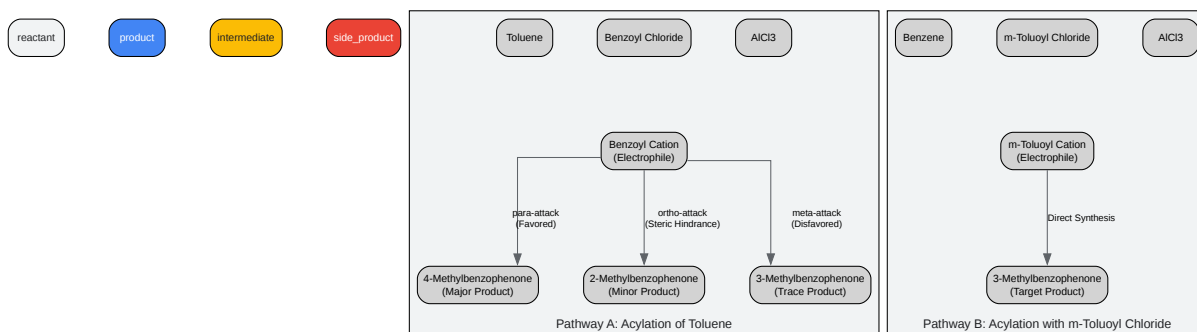 reactant
product
intermediate
side_product
Toluene
Benzoyl Chloride
AlCl3
Benzoyl Cation
(Electrophile)
para-attack
(Favored)
ortho-attack
(Steric Hindrance)
meta-attack
(Disfavored)
4-Methylbenzophenone
(Major Product)
2-Methylbenzophenone
(Minor Product)
3-Methylbenzophenone
(Trace Product)
Pathway A: Acylation of Toluene
Benzene
m-Toluoyl Chloride
AlCl3
m-Toluoyl Cation
(Electrophile)
Direct Synthesis
3-Methylbenzophenone
(Target Product)
Pathway B: Acylation with m-Toluoyl Chloride